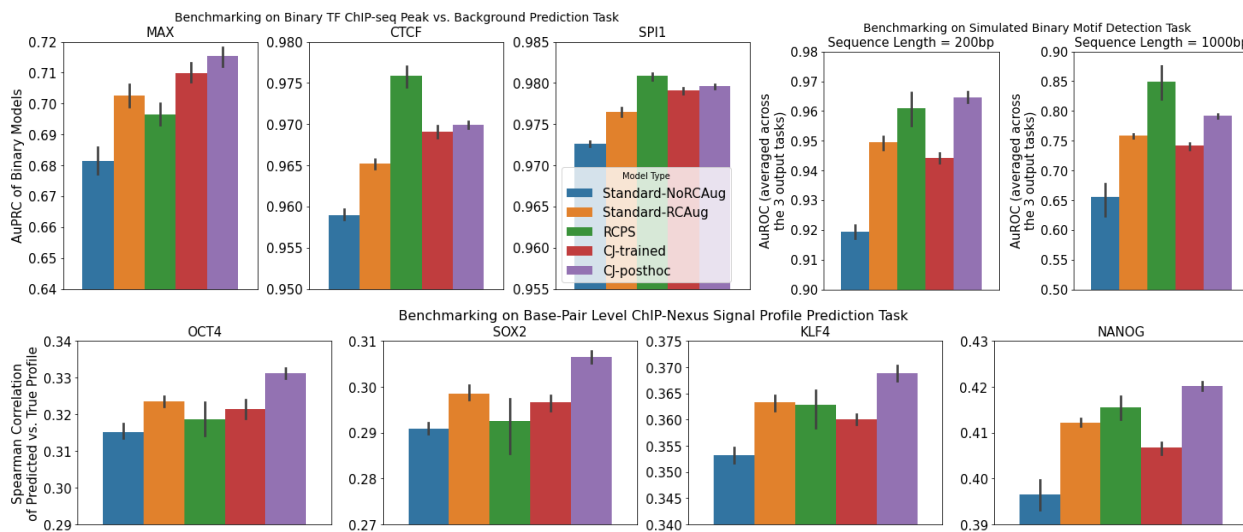 Benchmarking on Binary TF ChIP-seq Peak vs. Background Prediction Task
MAX
CTCF
SPI1
AuPRC of Binary Models
0.72
0.71
0.70
0.69
0.68
0.67
0.66
0.65
0.64
0.980
0.975
0.970
0.965
0.960
0.955
0.950
0.985
0.980
0.975
0.970
0.965
0.960
0.955
Model Type
Standard-NoRCAug
Standard-RCAug
RCPS
CJ-trained
CJ-posthoc
Benchmarking on Simulated Binary Motif Detection Task
Sequence Length = 200bp
Sequence Length = 1000bp
AuROC (averaged across
the 3 output tasks)
0.98
0.97
0.96
0.95
0.94
0.93
0.92
0.91
0.90
AuROC (averaged across
the 3 output tasks)
0.90
0.85
0.80
0.75
0.70
0.65
0.60
0.55
0.50
Benchmarking on Base-Pair Level ChIP-Nexus Signal Profile Prediction Task
OCT4
SOX2
KLF4
NANOG
Spearman Correlation
of Predicted vs. True Profile
0.34
0.33
0.32
0.31
0.30
0.29
0.31
0.30
0.29
0.28
0.27
0.375
0.370
0.365
0.360
0.355
0.350
0.345
0.340
0.43
0.42
0.41
0.40
0.39